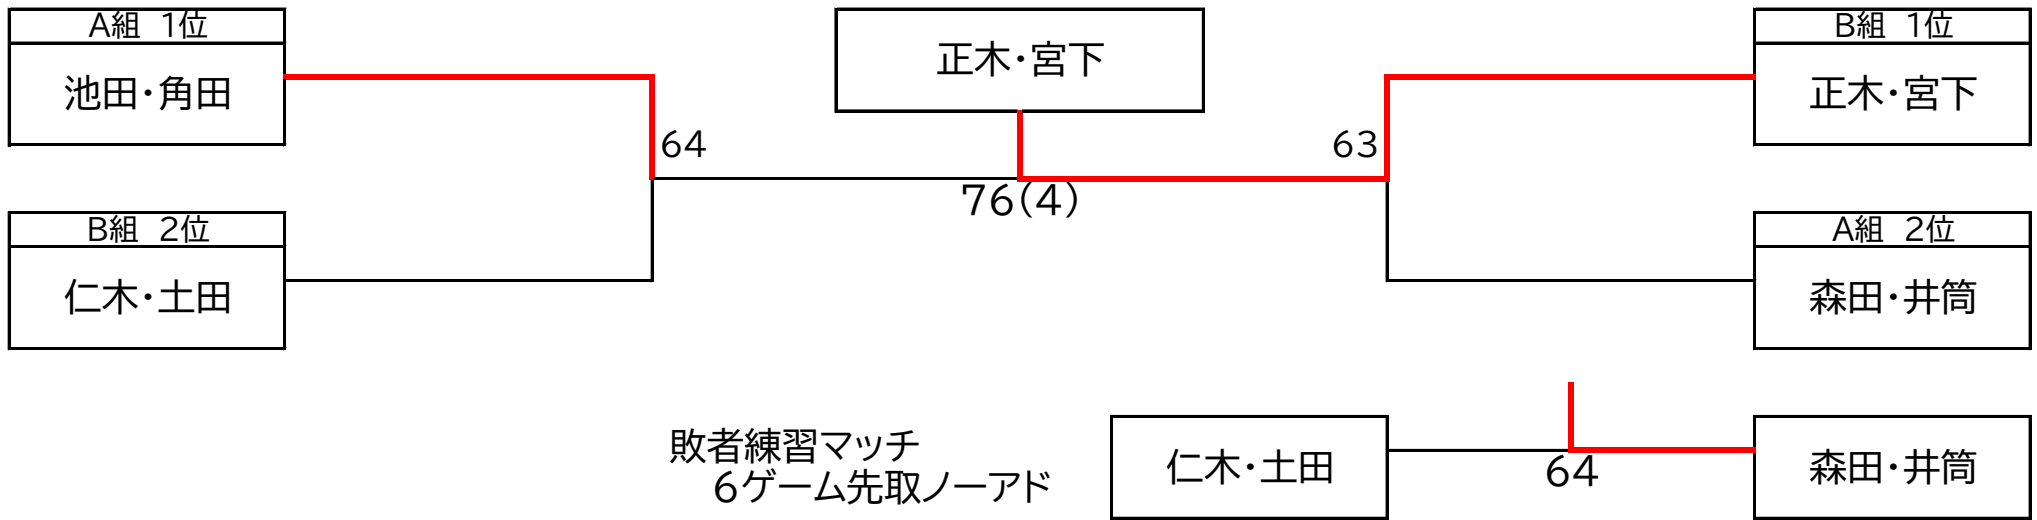 A組 1位
池田・角田
正木・宮下
B組 1位
正木・宮下
64
63
76(4)
B組 2位
仁木・土田
A組 2位
森田・井筒
敗者練習マッチ
6ゲーム先取ノーアド
仁木・土田
64
森田・井筒